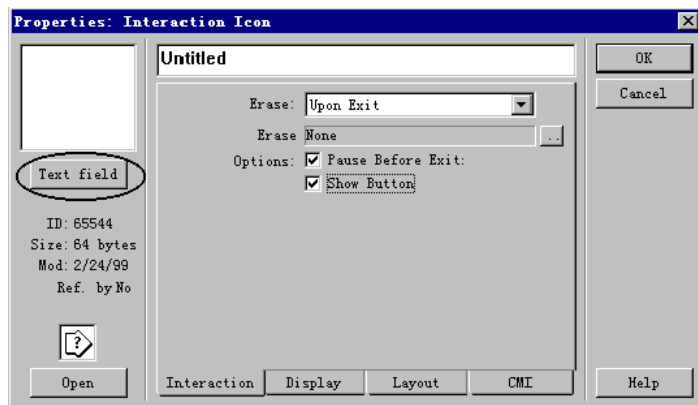 Properties: Interaction Icon
Untitled
OK
Cancel
Erase: Upon Exit
Erase None ..
Options: Pause Before Exit:
Show Button
Text field
ID: 65544
Size: 64 bytes
Mod: 2/24/99
Ref. by No
?
Open
Interaction Display Layout CMI
Help